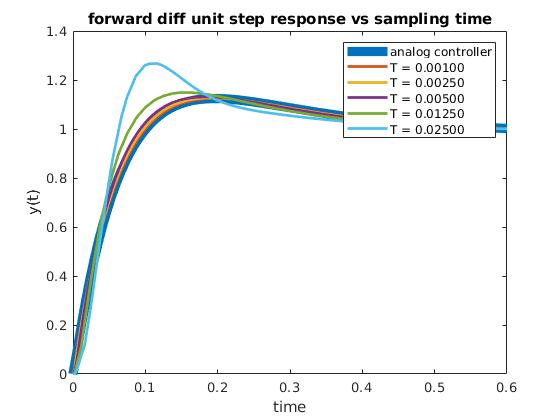 forward diff unit step response vs sampling time
1.4
1.2
1
0.8
0.6
0.4
0.2
0
y(t)
analog controller
T = 0.00100
T = 0.00250
T = 0.00500
T = 0.01250
T = 0.02500
0 0.1 0.2 0.3 0.4 0.5 0.6
time